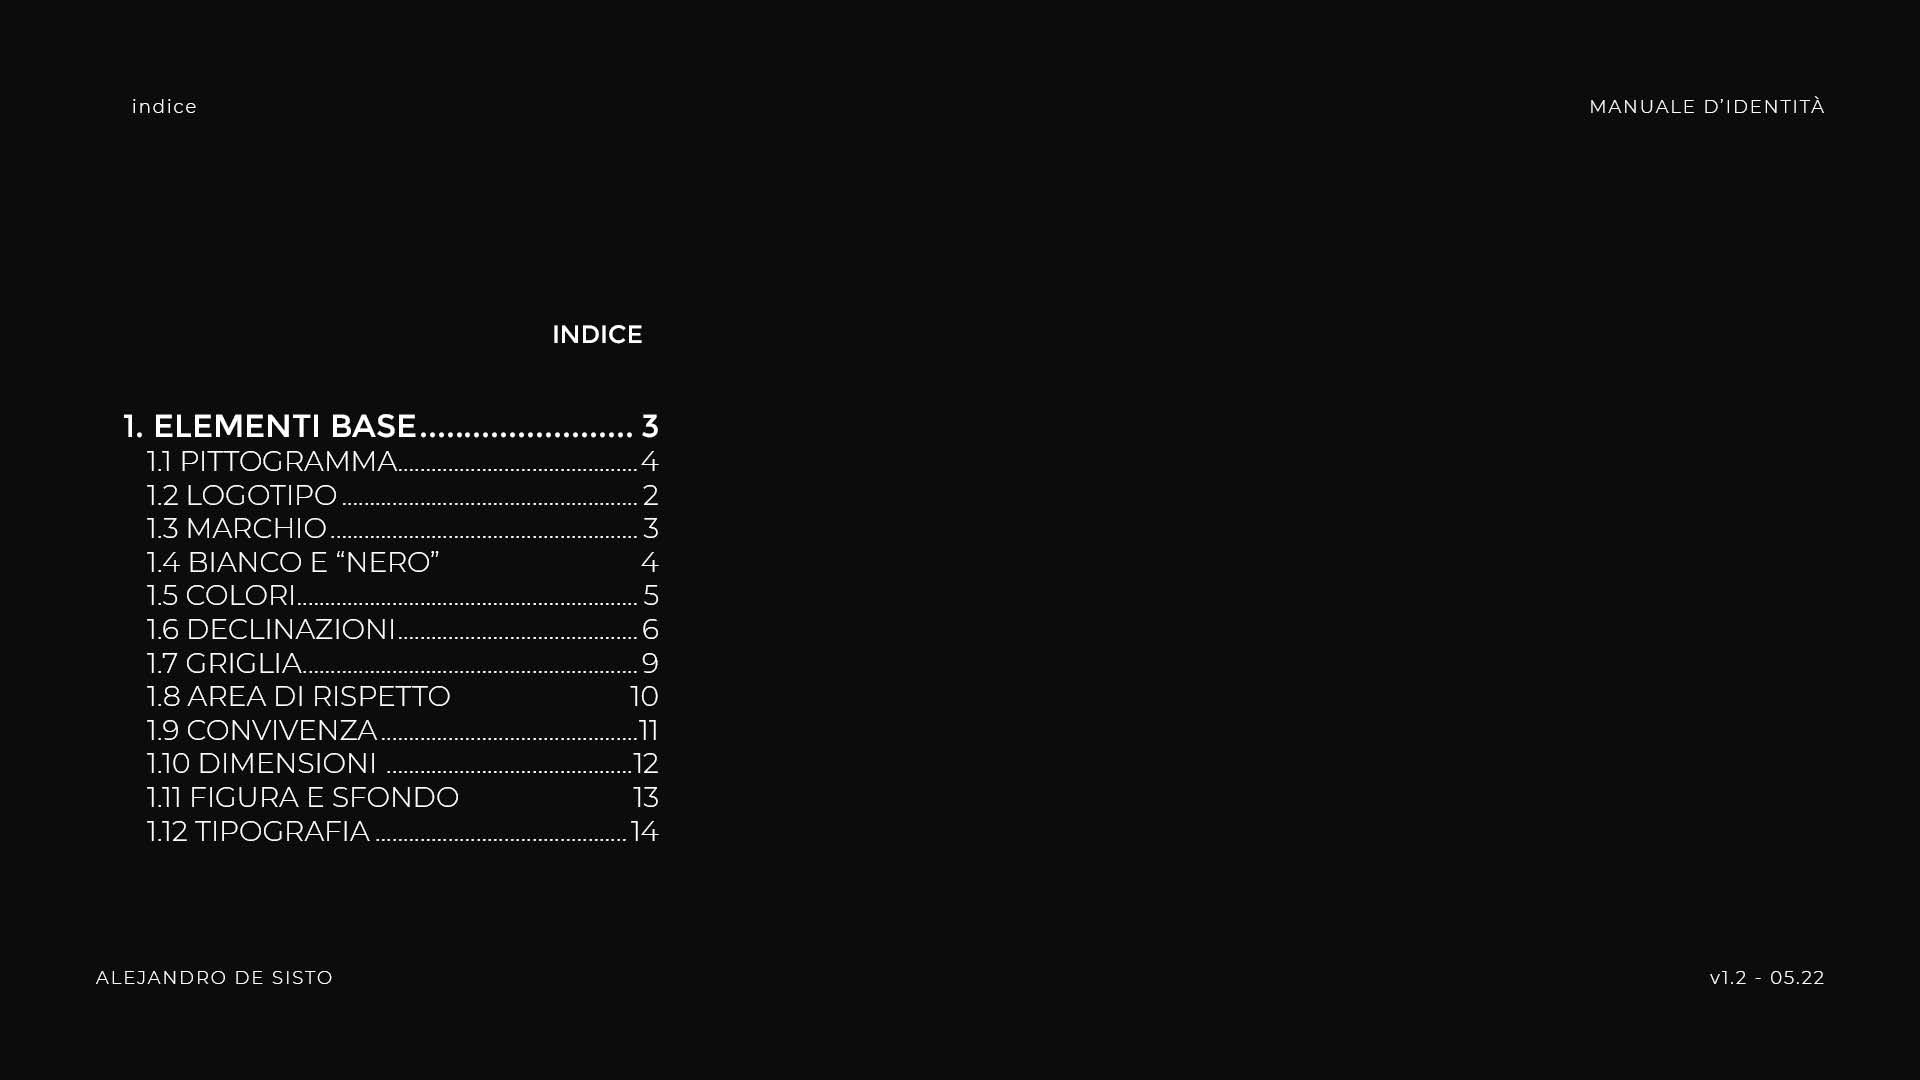 indice
MANUALE D’IDENTITÀ
INDICE
1. ELEMENTI BASE........................ 3
1.1 PITTOGRAMMA........................................... 4
1.2 LOGOTIPO ..................................................... 2
1.3 MARCHIO ....................................................... 3
1.4 BIANCO E “NERO” 4
1.5 COLORI............................................................. 5
1.6 DECLINAZIONI........................................... 6
1.7 GRIGLIA............................................................ 9
1.8 AREA DI RISPETTO 10
1.9 CONVIVENZA ..............................................11
1.10 DIMENSIONI ............................................12
1.11 FIGURA E SFONDO 13
1.12 TIPOGRAFIA ............................................. 14
ALEJANDRO DE SISTO
v1.2 - 05.22